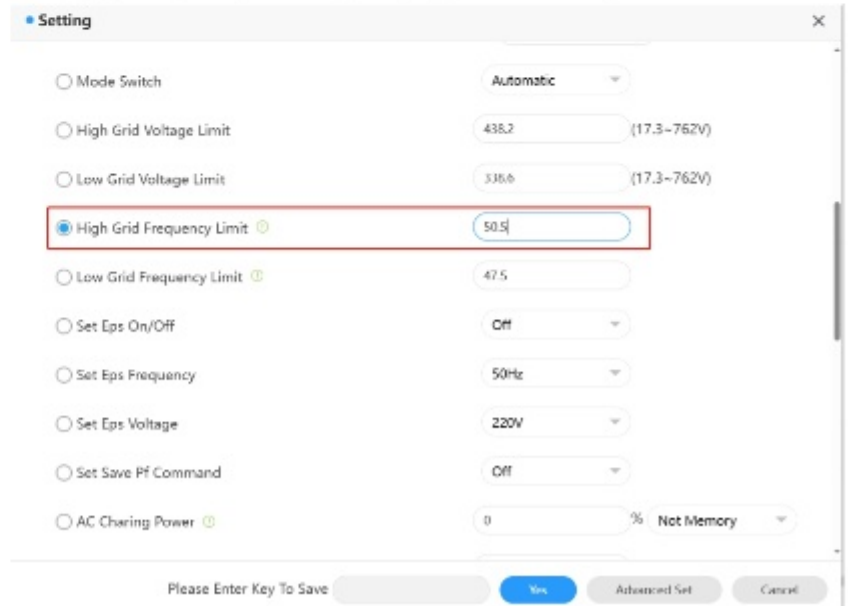 Setting
Mode Switch Automatic
High Grid Voltage Limit 438.2 (17.3~762V)
Low Grid Voltage Limit 338.6 (17.3~762V)
High Grid Frequency Limit 50.5
Low Grid Frequency Limit 47.5
Set Eps On/Off Off
Set Eps Frequency 50Hz
Set Eps Voltage 220V
Set Save Pf Command Off
AC Charing Power 0 % Not Memory
Please Enter Key To Save Yes Advanced Set Cancel